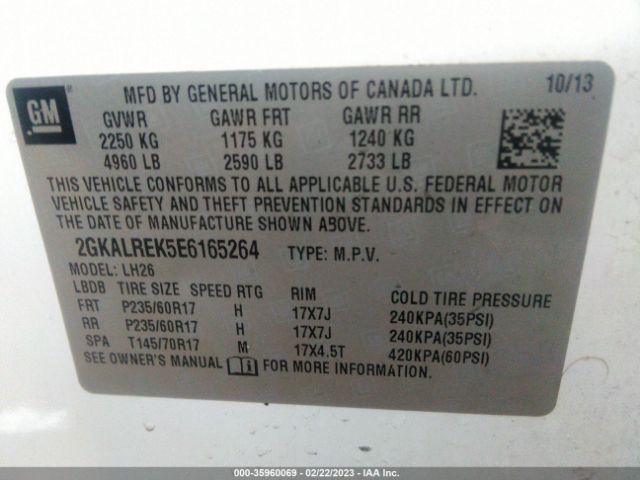 GM
MFD BY GENERAL MOTORS OF CANADA LTD. 10/13
GVWR GAWR FRT GAWR RR
2250 KG 1175 KG 1240 KG
4960 LB 2590 LB 2733 LB
THIS VEHICLE CONFORMS TO ALL APPLICABLE U.S. FEDERAL MOTOR
VEHICLE SAFETY AND THEFT PREVENTION STANDARDS IN EFFECT ON
THE DATE OF MANUFACTURE SHOWN ABOVE.
2GKALREK5E6165264 TYPE: M.P.V.
MODEL: LH26
LBDB TIRE SIZE SPEED RTG RIM COLD TIRE PRESSURE
FRT P235/60R17 H 17X7J 240KPA(35PSI)
RR P235/60R17 H 17X7J 240KPA(35PSI)
SPA T145/70R17 M 17X4.5T 420KPA(60PSI)
SEE OWNER'S MANUAL FOR MORE INFORMATION.
000-35960069 - 02/22/2023 - IAA Inc.